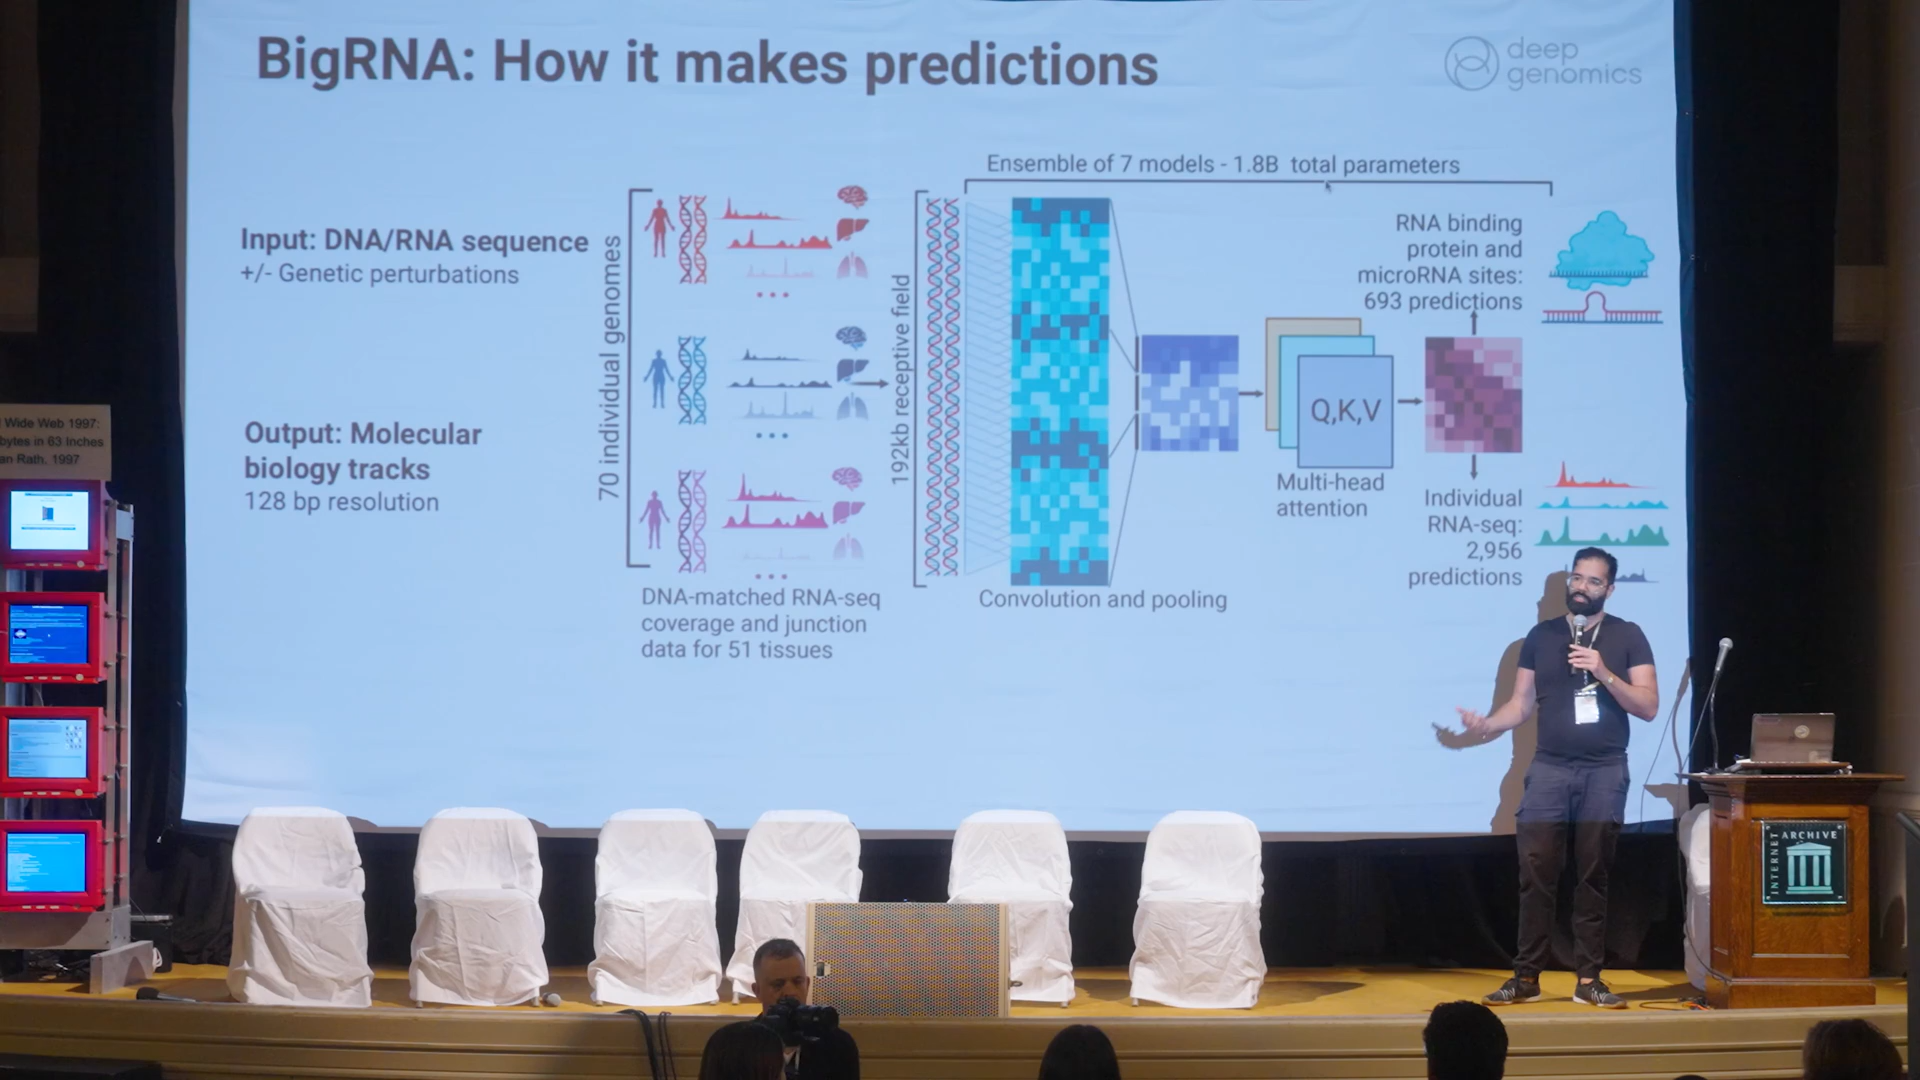 BigRNA: How it makes predictions
deep
genomics
Ensemble of 7 models - 1.8B total parameters
Input: DNA/RNA sequence
+/- Genetic perturbations
Output: Molecular
biology tracks
128 bp resolution
70 individual genomes
DNA-matched RNA-seq
coverage and junction
data for 51 tissues
192kb receptive field
Convolution and pooling
Q,K,V
Multi-head
attention
RNA binding
protein and
microRNA sites:
693 predictions
Individual
RNA-seq:
2,956
predictions
Wide Web 1997:
bytes in 63 Inches
an Rath. 1997
INTERNET
ARCHIVE